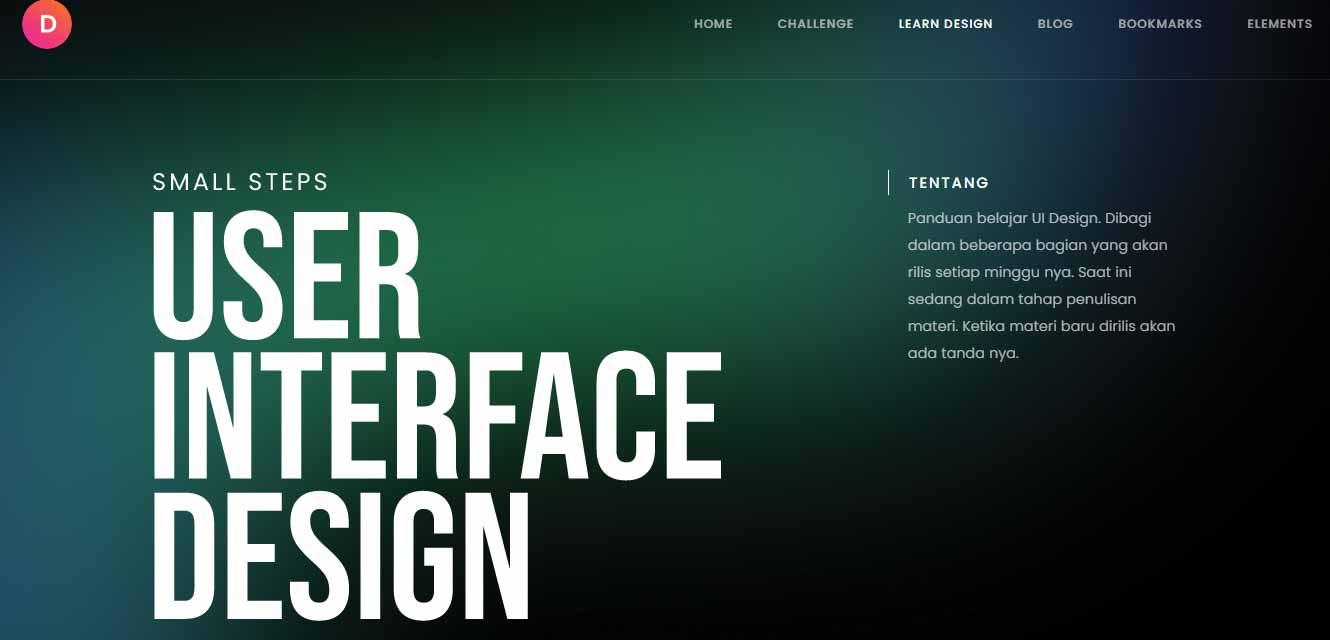 D
HOME CHALLENGE LEARN DESIGN BLOG BOOKMARKS ELEMENTS
SMALL STEPS
USER
INTERFACE
DESIGN
TENTANG
Panduan belajar UI Design. Dibagi
dalam beberapa bagian yang akan
rilis setiap minggu nya. Saat ini
sedang dalam tahap penulisan
materi. Ketika materi baru dirilis akan
ada tanda nya.